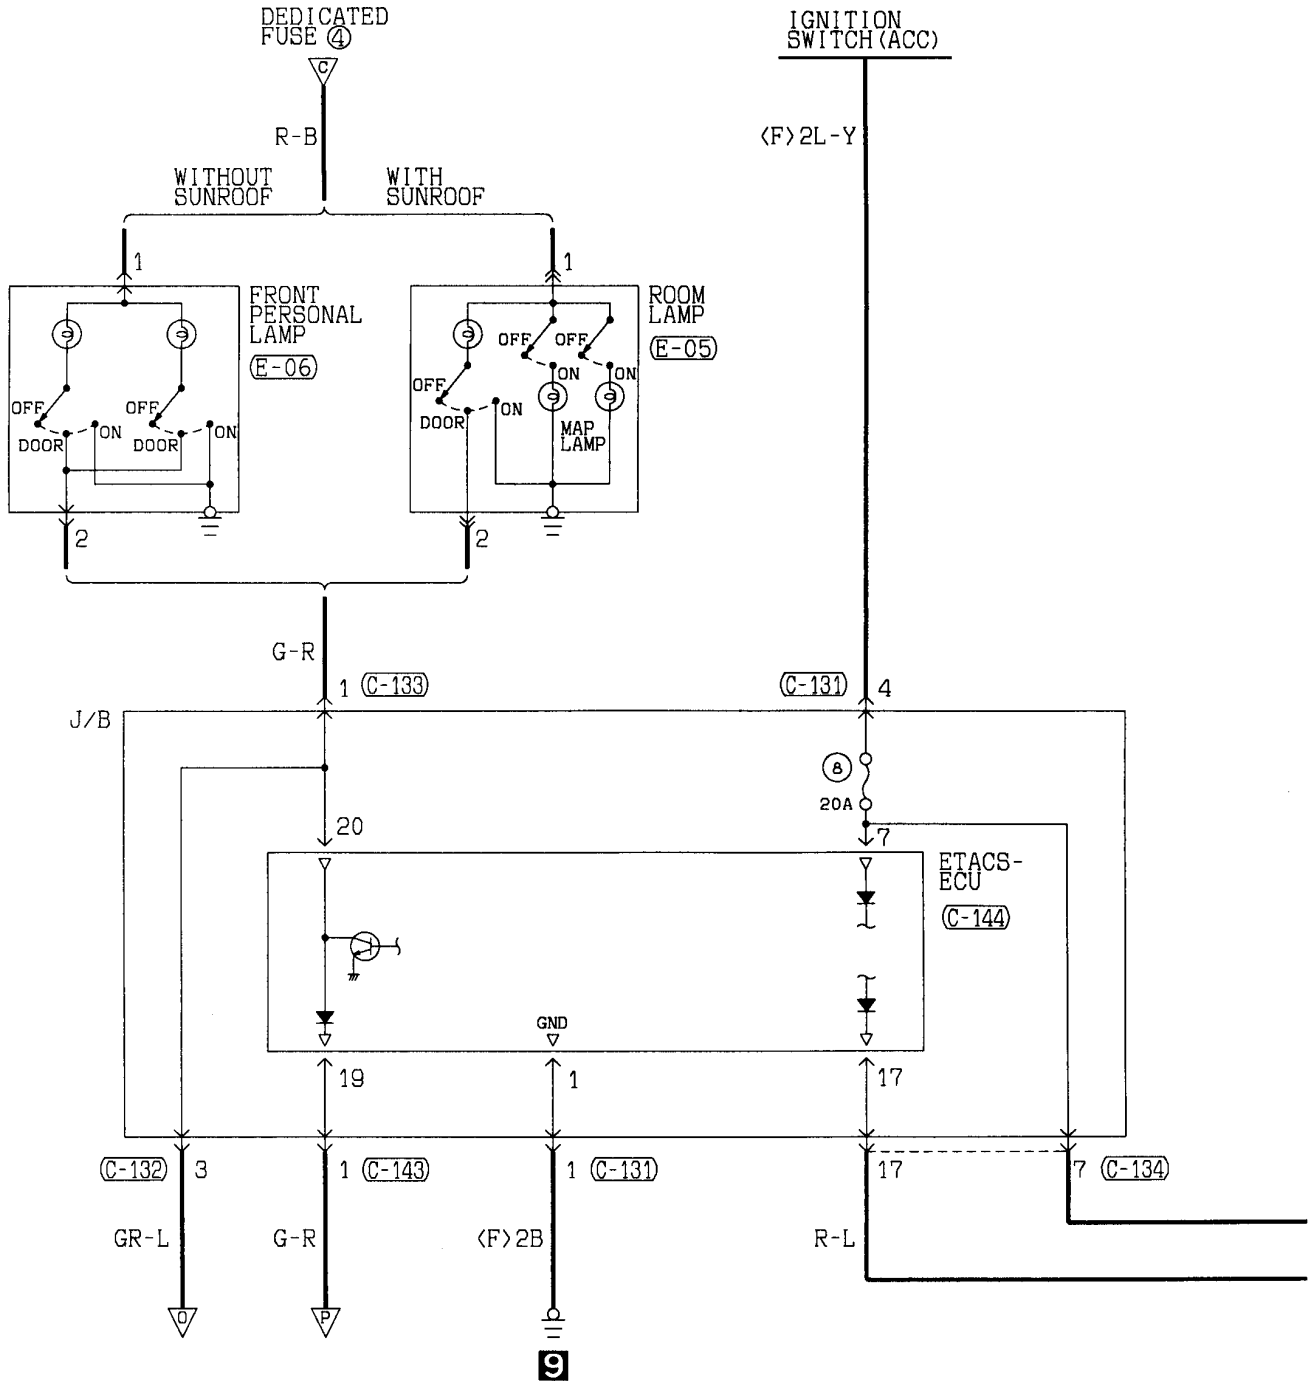 DEDICATED
FUSE ④
IGNITION
SWITCH(ACC)
C
R-B
<F>2L-Y
WITHOUT
SUNROOF
WITH
SUNROOF
1
1
FRONT
PERSONAL
LAMP
E-06
ROOM
LAMP
E-05
OFF
OFF
ON
ON
OFF
OFF
OFF
DOOR
ON
DOOR
ON
DOOR
ON
MAP
LAMP
2
2
G-R
1
C-133
C-131
4
J/B
8
20A
20
7
ETACS-
ECU
C-144
GND
19
1
17
C-132
3
1
C-143
1
C-131
17
7
C-134
GR-L
G-R
<F>2B
R-L
O
P
9